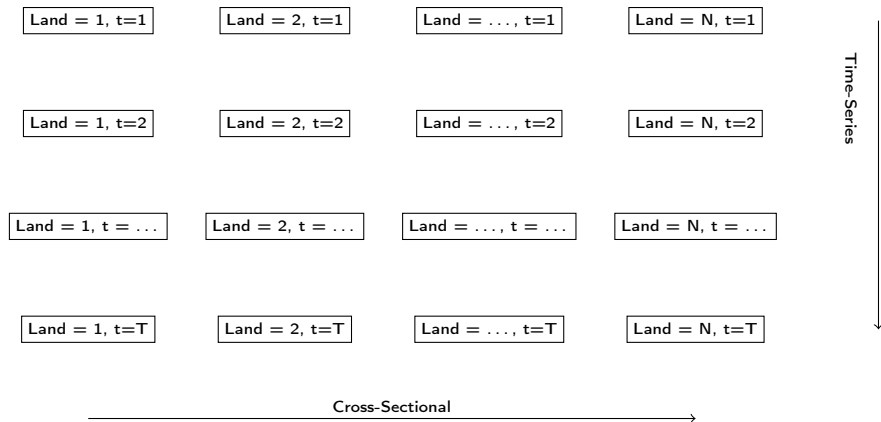 Land = 1, t=1
Land = 2, t=1
Land = ..., t=1
Land = N, t=1
Time-Series
Land = 1, t=2
Land = 2, t=2
Land = ..., t=2
Land = N, t=2
Land = 1, t = ...
Land = 2, t = ...
Land = ..., t = ...
Land = N, t = ...
Land = 1, t=T
Land = 2, t=T
Land = ..., t=T
Land = N, t=T
Cross-Sectional